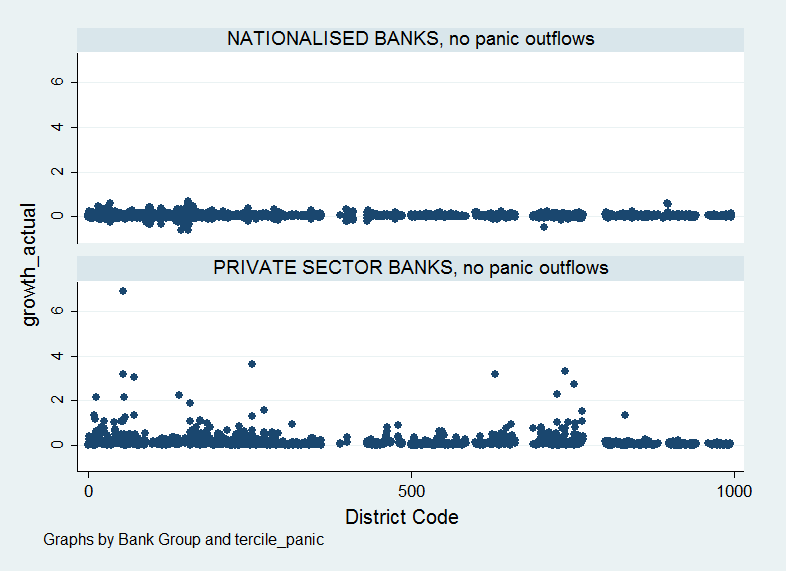 NATIONALISED BANKS, no panic outflows
6
4
2
0
PRIVATE SECTOR BANKS, no panic outflows
6
4
2
0
growth_actual
0 500 1000
District Code
Graphs by Bank Group and tercile_panic